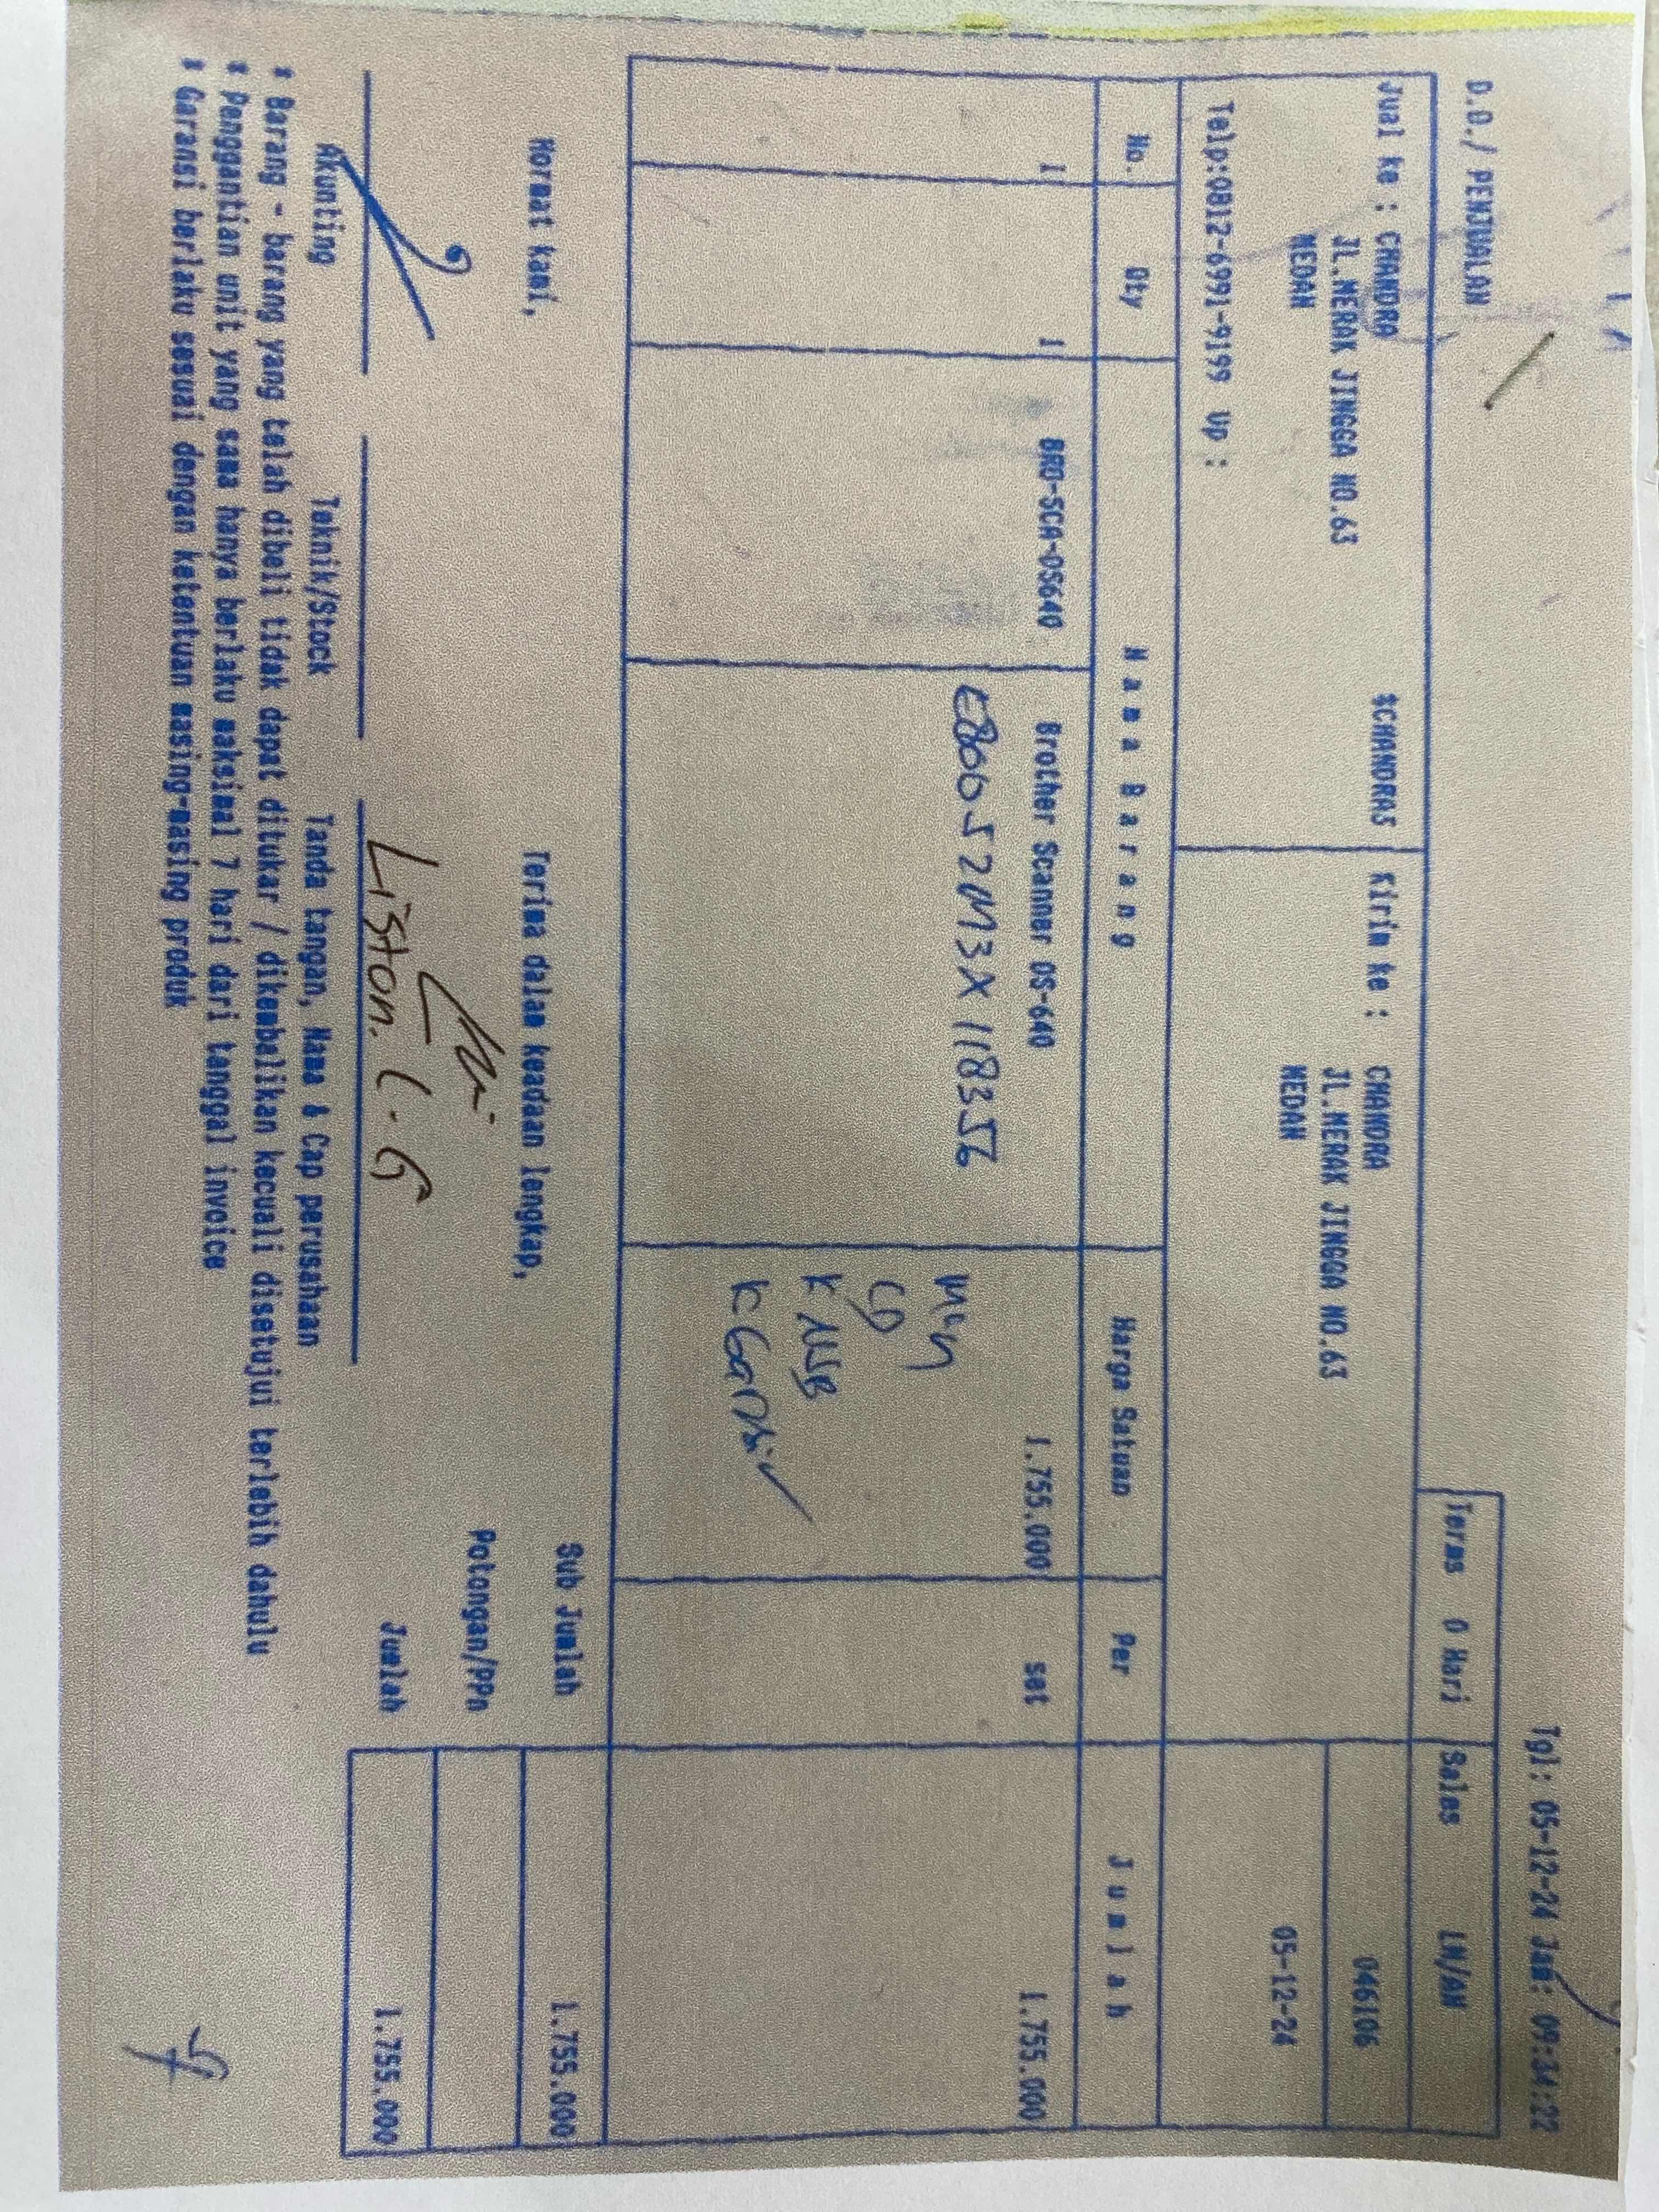 Tgl: 05-12-24 Jam: 09:34:22
D.O./ PENJUALAN
Terms 0 Hari Sales LN/AN
Jual ke : CHANDRA *CHANDRAS Kirim ke : CHANDRA 046106
JL.MERAK JINGGA NO.63 JL.MERAK JINGGA NO.63
MEDAN MEDAN 05-12-24
Telp:0812-6991-9199 Up :
No. Qty Nama Barang Harga Satuan Per Jumlah
1 1 BRO-SCA-DS640 Brother Scanner DS-640 1.755.000 set 1.755.000
CD
K USB
K Garansi
Hormat kami, Terima dalam keadaan lengkap, Sub Jumlah 1.755.000
Potongan/PPn
Liston. L.G
Jumlah 1.755.000
Akunting Teknik/Stock Tanda tangan, Nama & Cap perusahaan
* Barang - barang yang telah dibeli tidak dapat ditukar / dikembalikan kecuali disetujui terlebih dahulu
* Penggantian unit yang sama hanya berlaku maksimal 7 hari dari tanggal invoice
* Garansi berlaku sesuai dengan ketentuan masing-masing produk